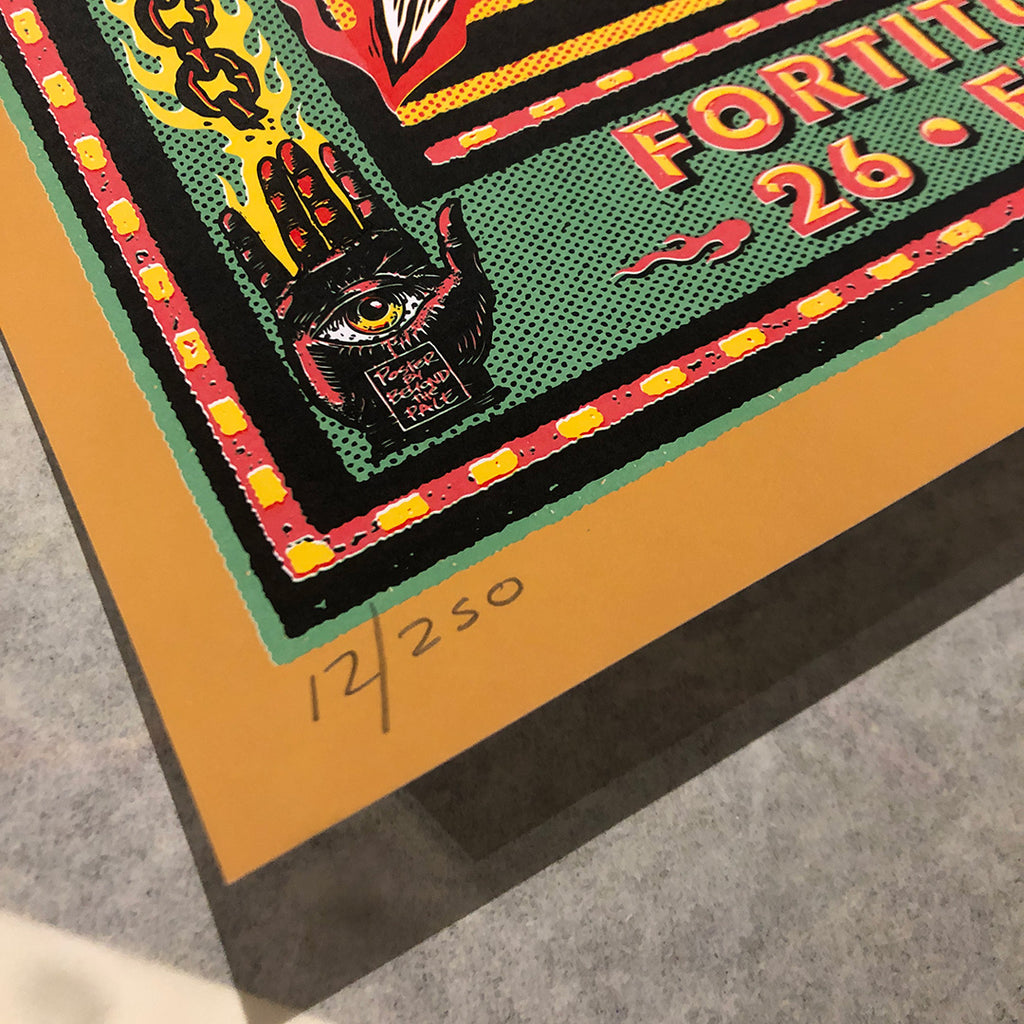 FORTITU
26 • F
POSTER
BY
BEYOND
THE
PALE
12/250